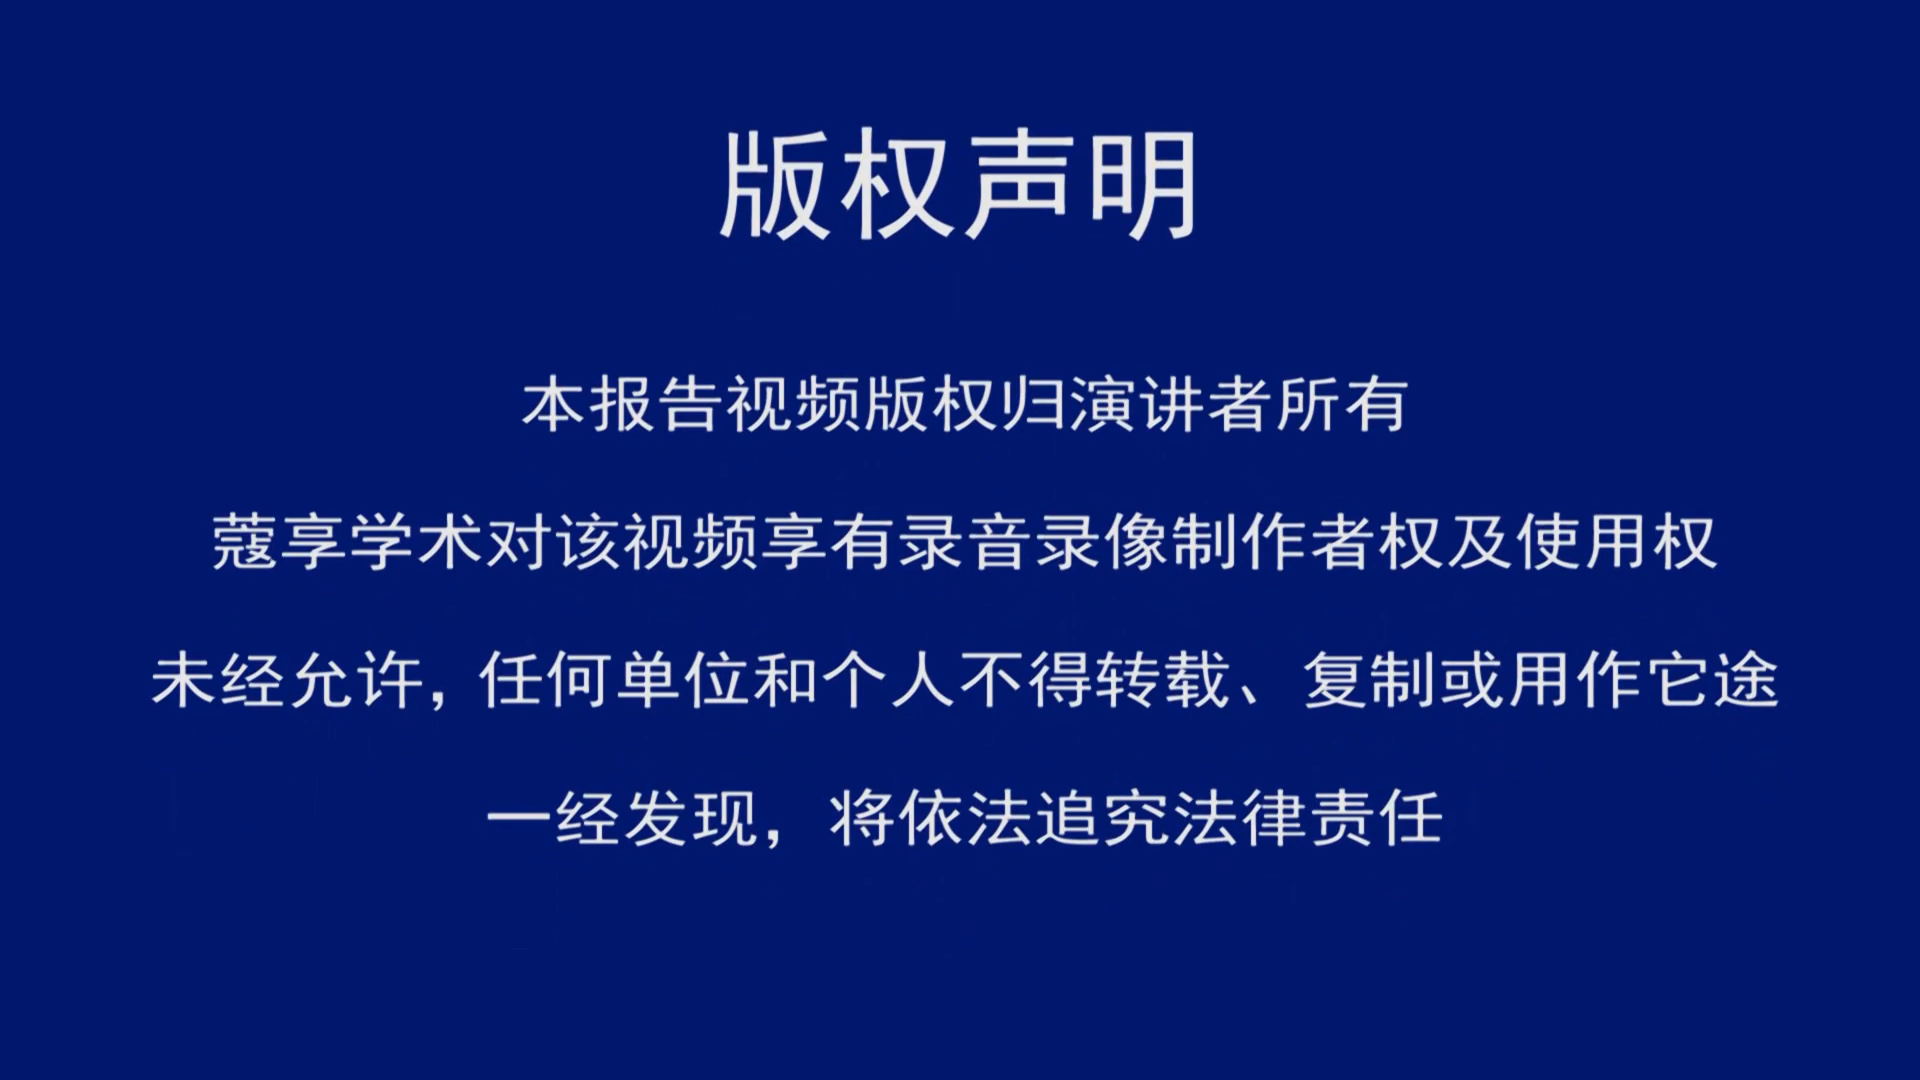 版权声明
本报告视频版权归演讲者所有
蔻享学术对该视频享有录音录像制作者权及使用权
未经允许，任何单位和个人不得转载、复制或用作它途
一经发现，将依法追究法律责任